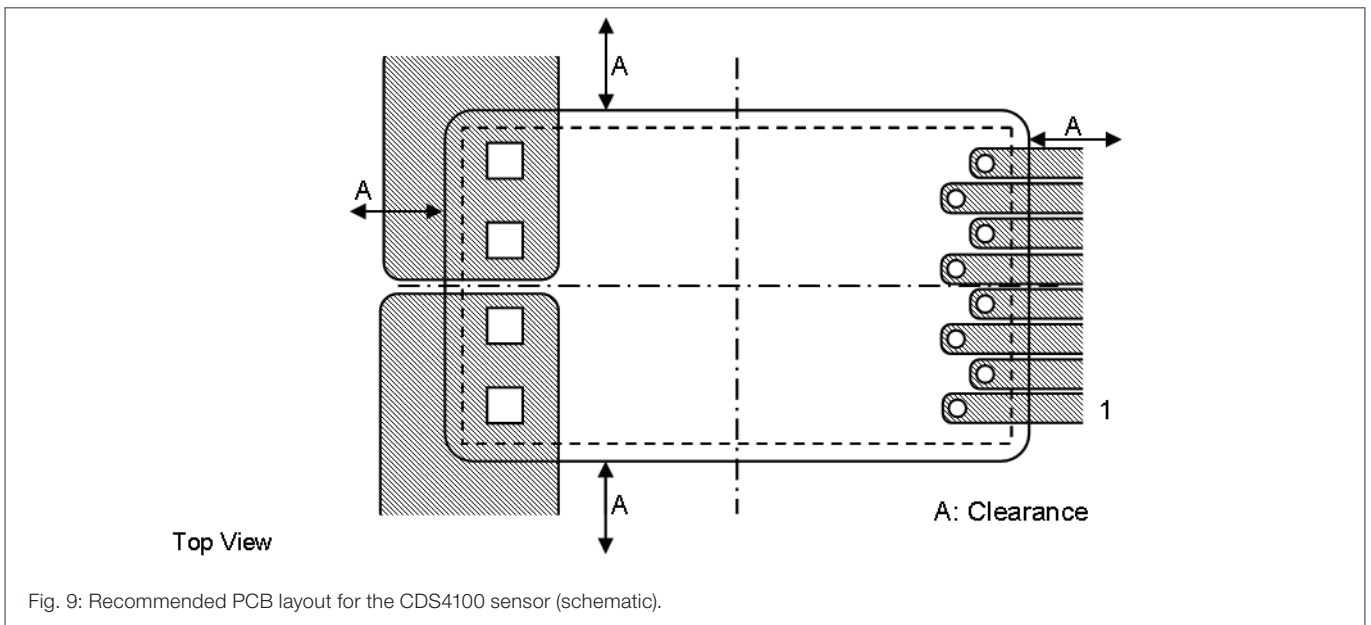 A
A
A
1
A
A: Clearance
Top View
Fig. 9: Recommended PCB layout for the CDS4100 sensor (schematic).